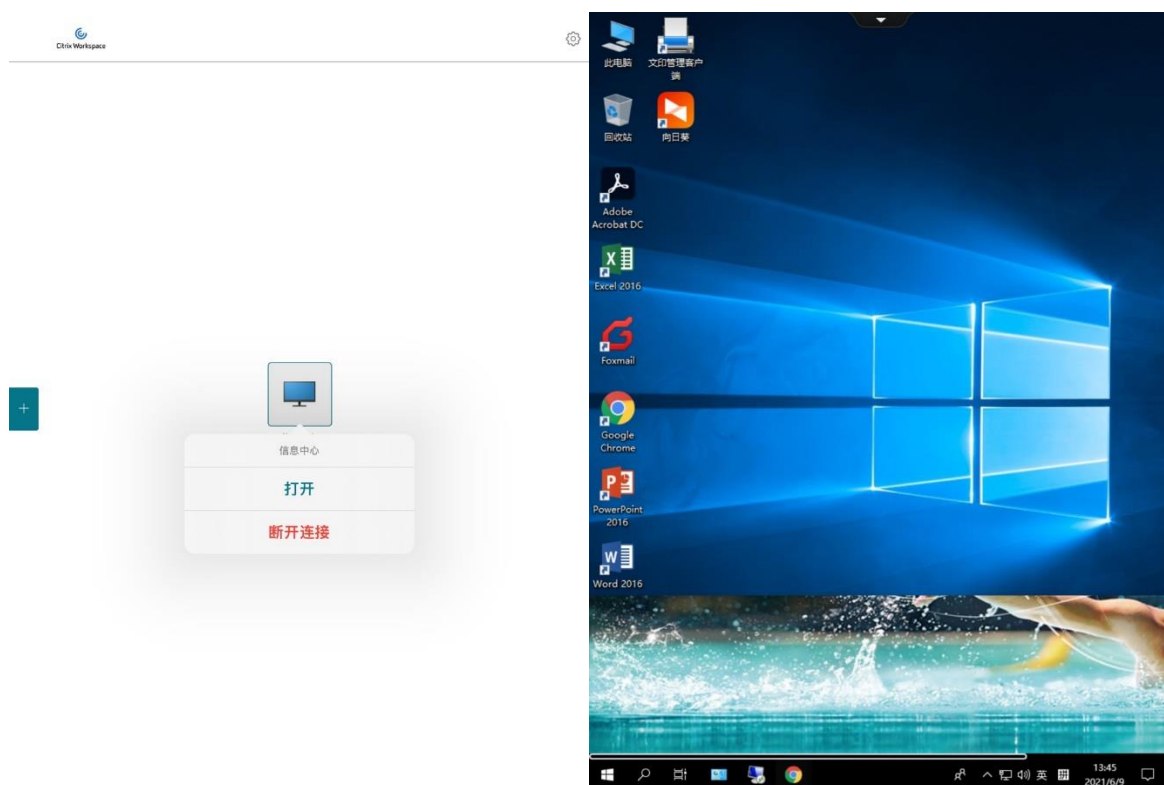 Citrix Workspace
信息中心
打开
断开连接
此电脑
文印管理客户
端
回收站
向日葵
Adobe
Acrobat DC
Excel 2016
Foxmail
Google
Chrome
PowerPoint
2016
Word 2016
英
拼
13:45
2021/6/9